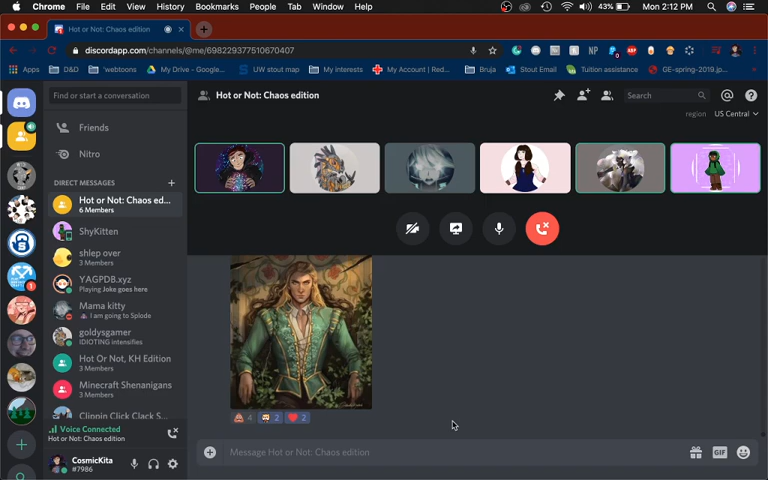 Chrome File Edit View History Bookmarks People Tab Window Help 43% Mon 2:12 PM
Hot or Not: Chaos edition
discordapp.com/channels/@me/698229377510670407
Apps D&D 'webtoons My Drive - Google... UW stout map My interests My Account | Red... Bruja Stout Email Tuition assistance GE-spring-2019.jp...
Find or start a conversation
Hot or Not: Chaos edition
Search
region US Central
Friends
Nitro
DIRECT MESSAGES
Hot or Not: Chaos ed...
6 Members
ShyKitten
shlep over
3 Members
YAGPDB.xyz
Playing Joke goes here
Mama kitty
I am going to Splode
goldysgamer
!DIOTING intensifies
Hot Or Not, KH Edition
3 Members
Minecraft Shenanigans
3 Members
Clippin Click Clack S...
4 2 2
Voice Connected
Hot or Not: Chaos edition
CosmicKita
#7986
Message Hot or Not: Chaos edition
GIF